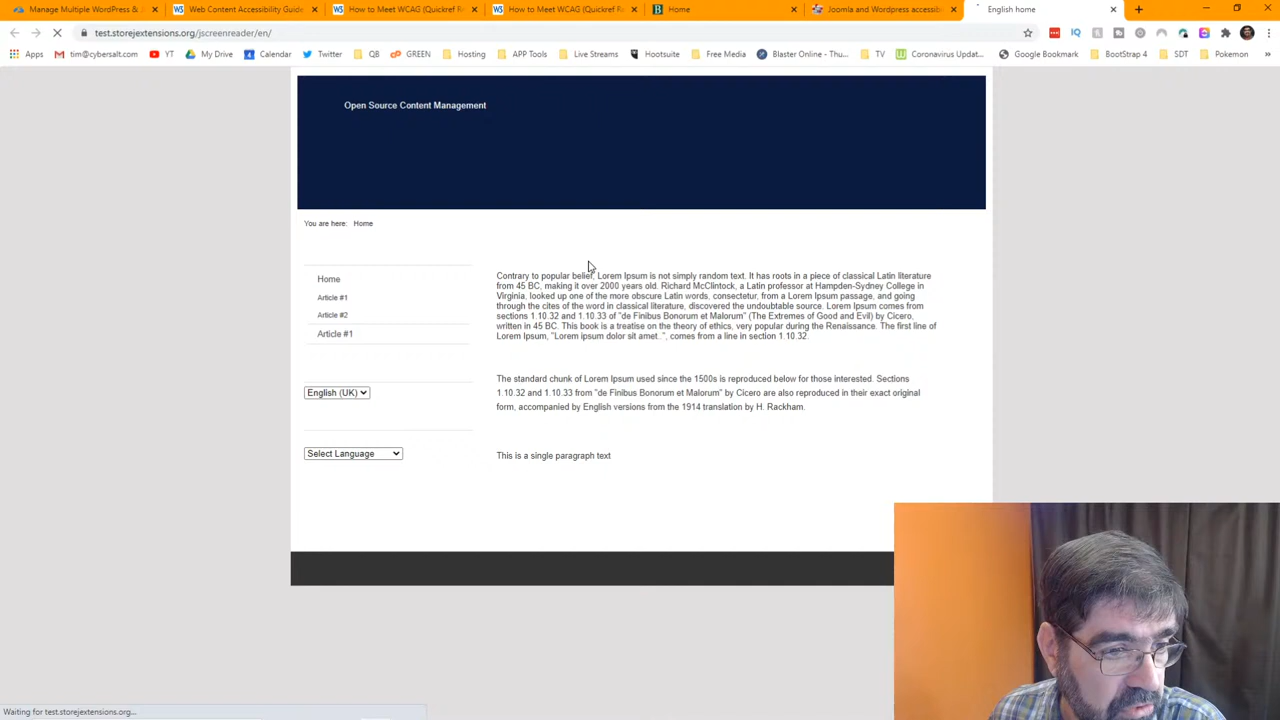 Manage Multiple WordPress &
Web Content Accessibility Guide
How to Meet WCAG (Quickref Re
How to Meet WCAG (Quickref Re
Home
Joomla and Wordpress accessib
English home
test.storejextensions.org/jscreenreader/en/
Apps
tim@cybersalt.com
YT
My Drive
Calendar
Twitter
QB
GREEN
Hosting
APP Tools
Live Streams
Hootsuite
Free Media
Blaster Online - Thu...
TV
Coronavirus Updat...
Google Bookmark
BootStrap 4
SDT
Pokemon
Open Source Content Management
You are here: Home
Home
Article #1
Article #2
Article #1
English (UK)
Select Language
Contrary to popular belief, Lorem Ipsum is not simply random text. It has roots in a piece of classical Latin literature
from 45 BC, making it over 2000 years old. Richard McClintock, a Latin professor at Hampden-Sydney College in
Virginia, looked up one of the more obscure Latin words, consectetur, from a Lorem Ipsum passage, and going
through the cites of the word in classical literature, discovered the undoubtable source. Lorem Ipsum comes from
sections 1.10.32 and 1.10.33 of "de Finibus Bonorum et Malorum" (The Extremes of Good and Evil) by Cicero,
written in 45 BC. This book is a treatise on the theory of ethics, very popular during the Renaissance. The first line of
Lorem Ipsum, "Lorem ipsum dolor sit amet..", comes from a line in section 1.10.32.
The standard chunk of Lorem Ipsum used since the 1500s is reproduced below for those interested. Sections
1.10.32 and 1.10.33 from "de Finibus Bonorum et Malorum" by Cicero are also reproduced in their exact original
form, accompanied by English versions from the 1914 translation by H. Rackham.
This is a single paragraph text
Waiting for test.storejextensions.org...